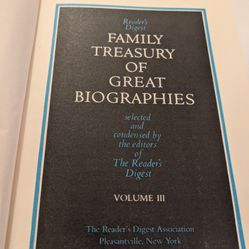 Reader's
Digest
FAMILY
TREASURY
OF
GREAT
BIOGRAPHIES
selected
and
condensed by
the editors
of
The Reader's
Digest
VOLUME III
The Reader's Digest Association
Pleasantville, New York